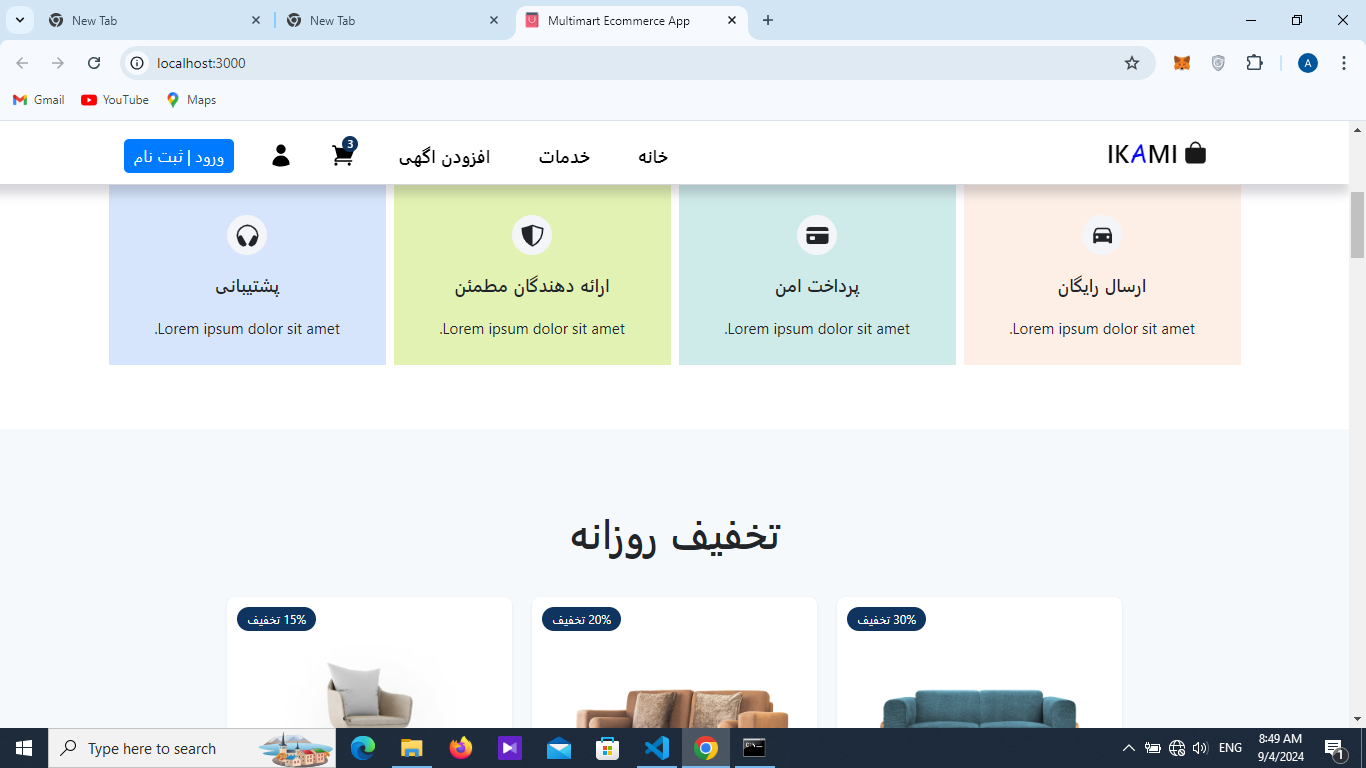 New Tab
New Tab
Multimart Ecommerce App
localhost:3000
A
Gmail
YouTube
Maps
IKAMI
خانه
خدمات
افزودن اگهی
3
ورود | ثبت نام
ارسال رایگان
.Lorem ipsum dolor sit amet
پرداخت امن
.Lorem ipsum dolor sit amet
ارائه دهندگان مطمئن
.Lorem ipsum dolor sit amet
پشتیبانی
.Lorem ipsum dolor sit amet
تخفیف روزانه
30% تخفیف
20% تخفیف
15% تخفیف
Type here to search
ENG
8:49 AM
9/4/2024
1